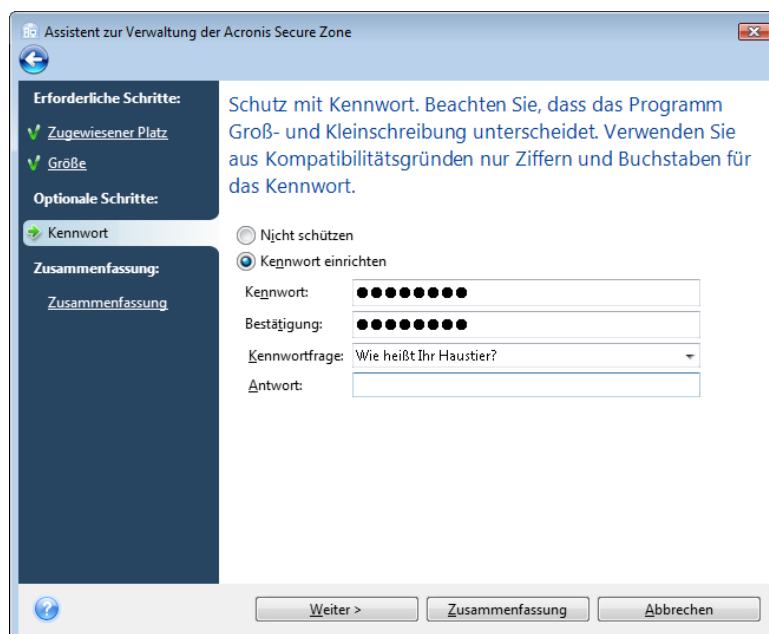 Assistent zur Verwaltung der Acronis Secure Zone
Erforderliche Schritte:
Zugewiesener Platz
Größe
Optionale Schritte:
Kennwort
Zusammenfassung:
Zusammenfassung
Schutz mit Kennwort. Beachten Sie, dass das Programm
Groß- und Kleinschreibung unterscheidet. Verwenden Sie
aus Kompatibilitätsgründen nur Ziffern und Buchstaben für
das Kennwort.
Nicht schützen
Kennwort einrichten
Kennwort: ●●●●●●●●
Bestätigung: ●●●●●●●●
Kennwortfrage: Wie heißt Ihr Haustier?
Antwort:
Weiter > Zusammenfassung Abbrechen